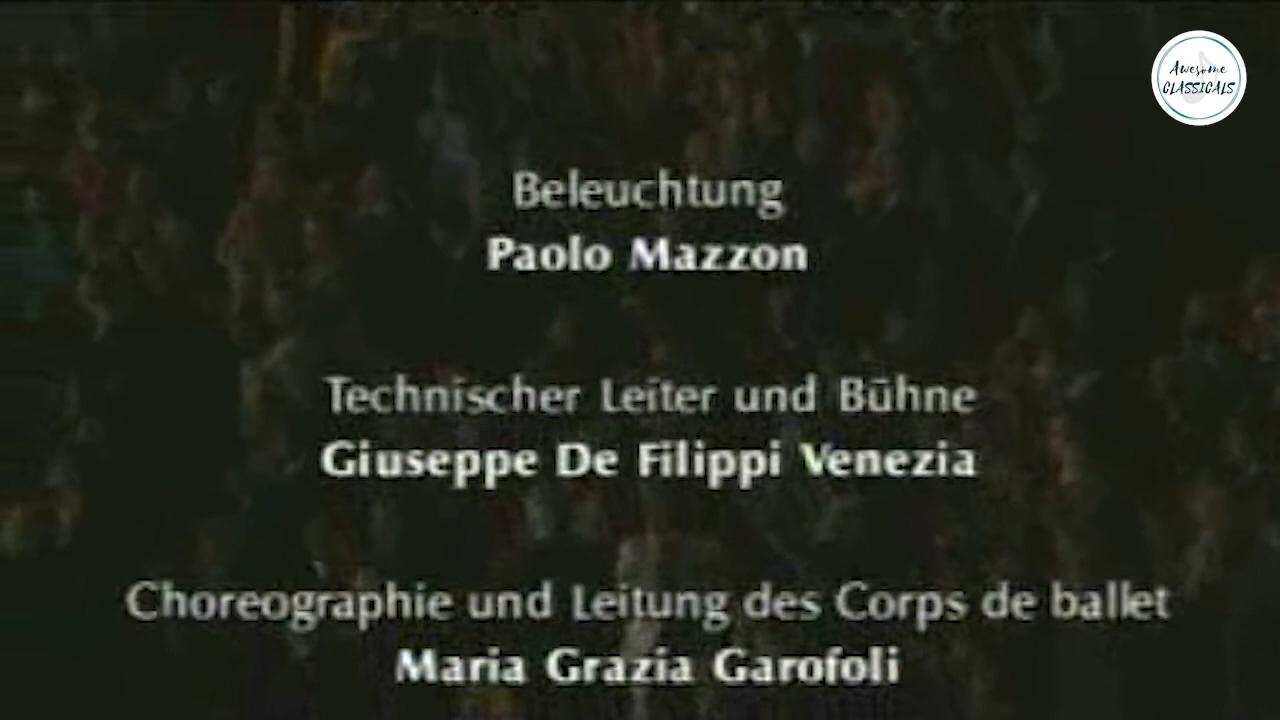 Awesome
CLASSICALS
Beleuchtung
Paolo Mazzon
Technischer Leiter und Bühne
Giuseppe De Filippi Venezia
Choreographie und Leitung des Corps de ballet
Maria Grazia Garofoli